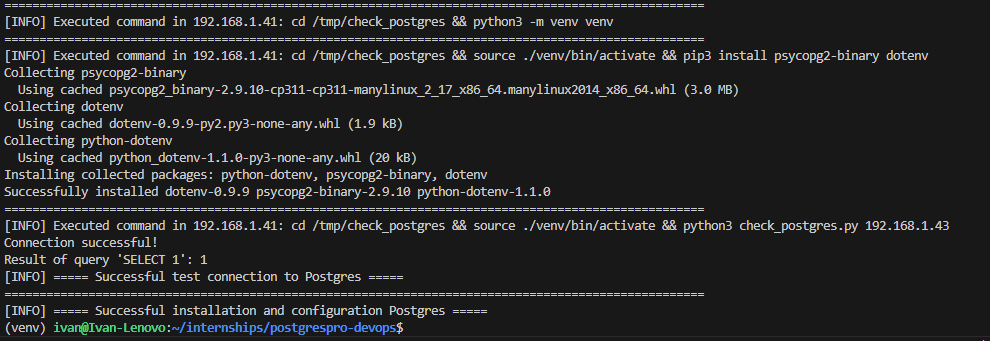 ================================================================================
[INFO] Executed command in 192.168.1.41: cd /tmp/check_postgres && python3 -m venv venv
================================================================================
[INFO] Executed command in 192.168.1.41: cd /tmp/check_postgres && source ./venv/bin/activate && pip3 install psycopg2-binary dotenv
Collecting psycopg2-binary
  Using cached psycopg2_binary-2.9.10-cp311-cp311-manylinux_2_17_x86_64.manylinux2014_x86_64.whl (3.0 MB)
Collecting dotenv
  Using cached dotenv-0.9.9-py2.py3-none-any.whl (1.9 kB)
Collecting python-dotenv
  Using cached python_dotenv-1.1.0-py3-none-any.whl (20 kB)
Installing collected packages: python-dotenv, psycopg2-binary, dotenv
Successfully installed dotenv-0.9.9 psycopg2-binary-2.9.10 python-dotenv-1.1.0
================================================================================
[INFO] Executed command in 192.168.1.41: cd /tmp/check_postgres && source ./venv/bin/activate && python3 check_postgres.py 192.168.1.43
Connection successful!
Result of query 'SELECT 1': 1
[INFO] ===== Successful test connection to Postgres =====
================================================================================
[INFO] ===== Successful installation and configuration Postgres =====
(venv) ivan@Ivan-Lenovo:~/internships/postgrespro-devops$